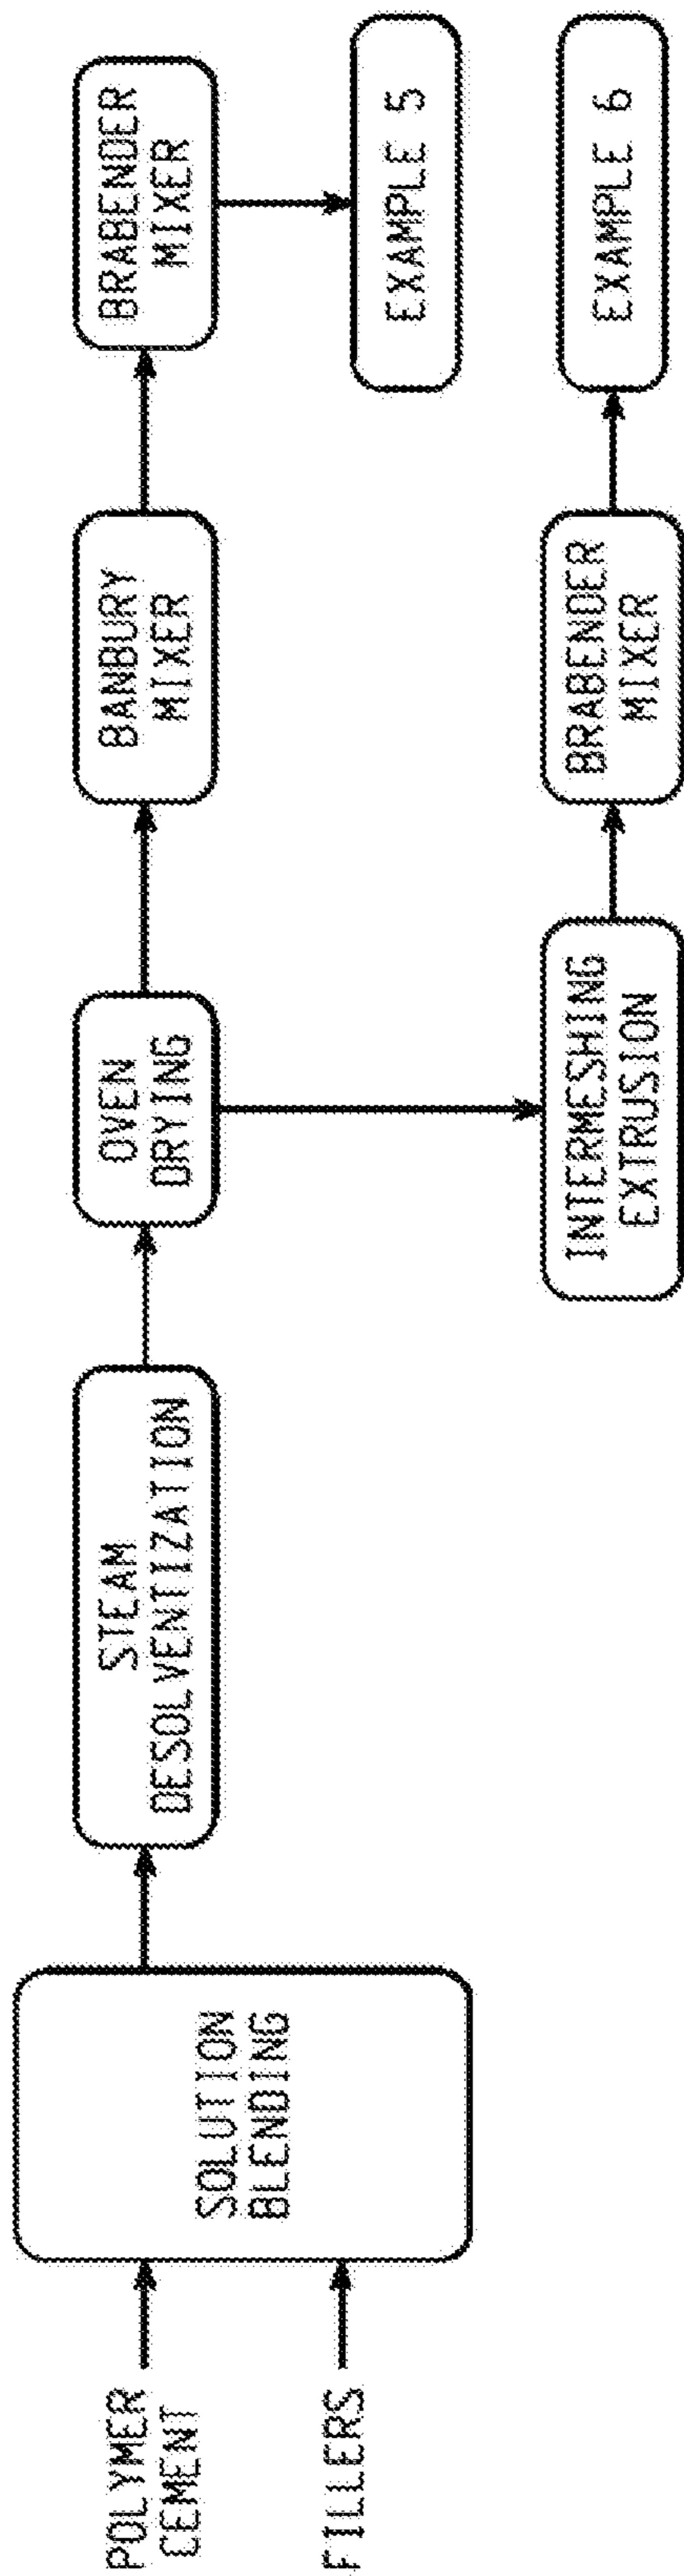 POLYMER
CEMENT
FILLERS
SOLUTION
BLENDING
STEAM
DESOLVENTIZATION
OVEN
DRYING
BANBURY
MIXER
BRABENDER
MIXER
EXAMPLE 5
INTERMESHING
EXTRUSION
BRABENDER
MIXER
EXAMPLE 6